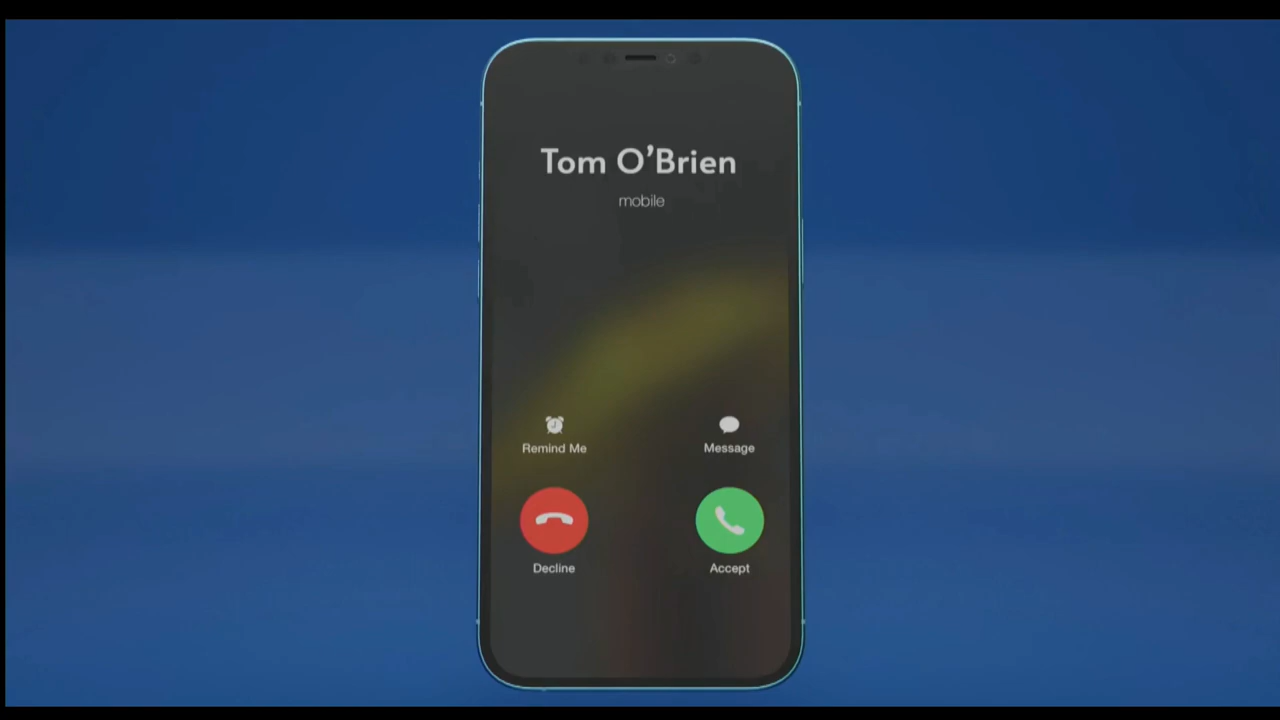 Tom O’Brien
mobile
Remind Me
Message
Decline
Accept